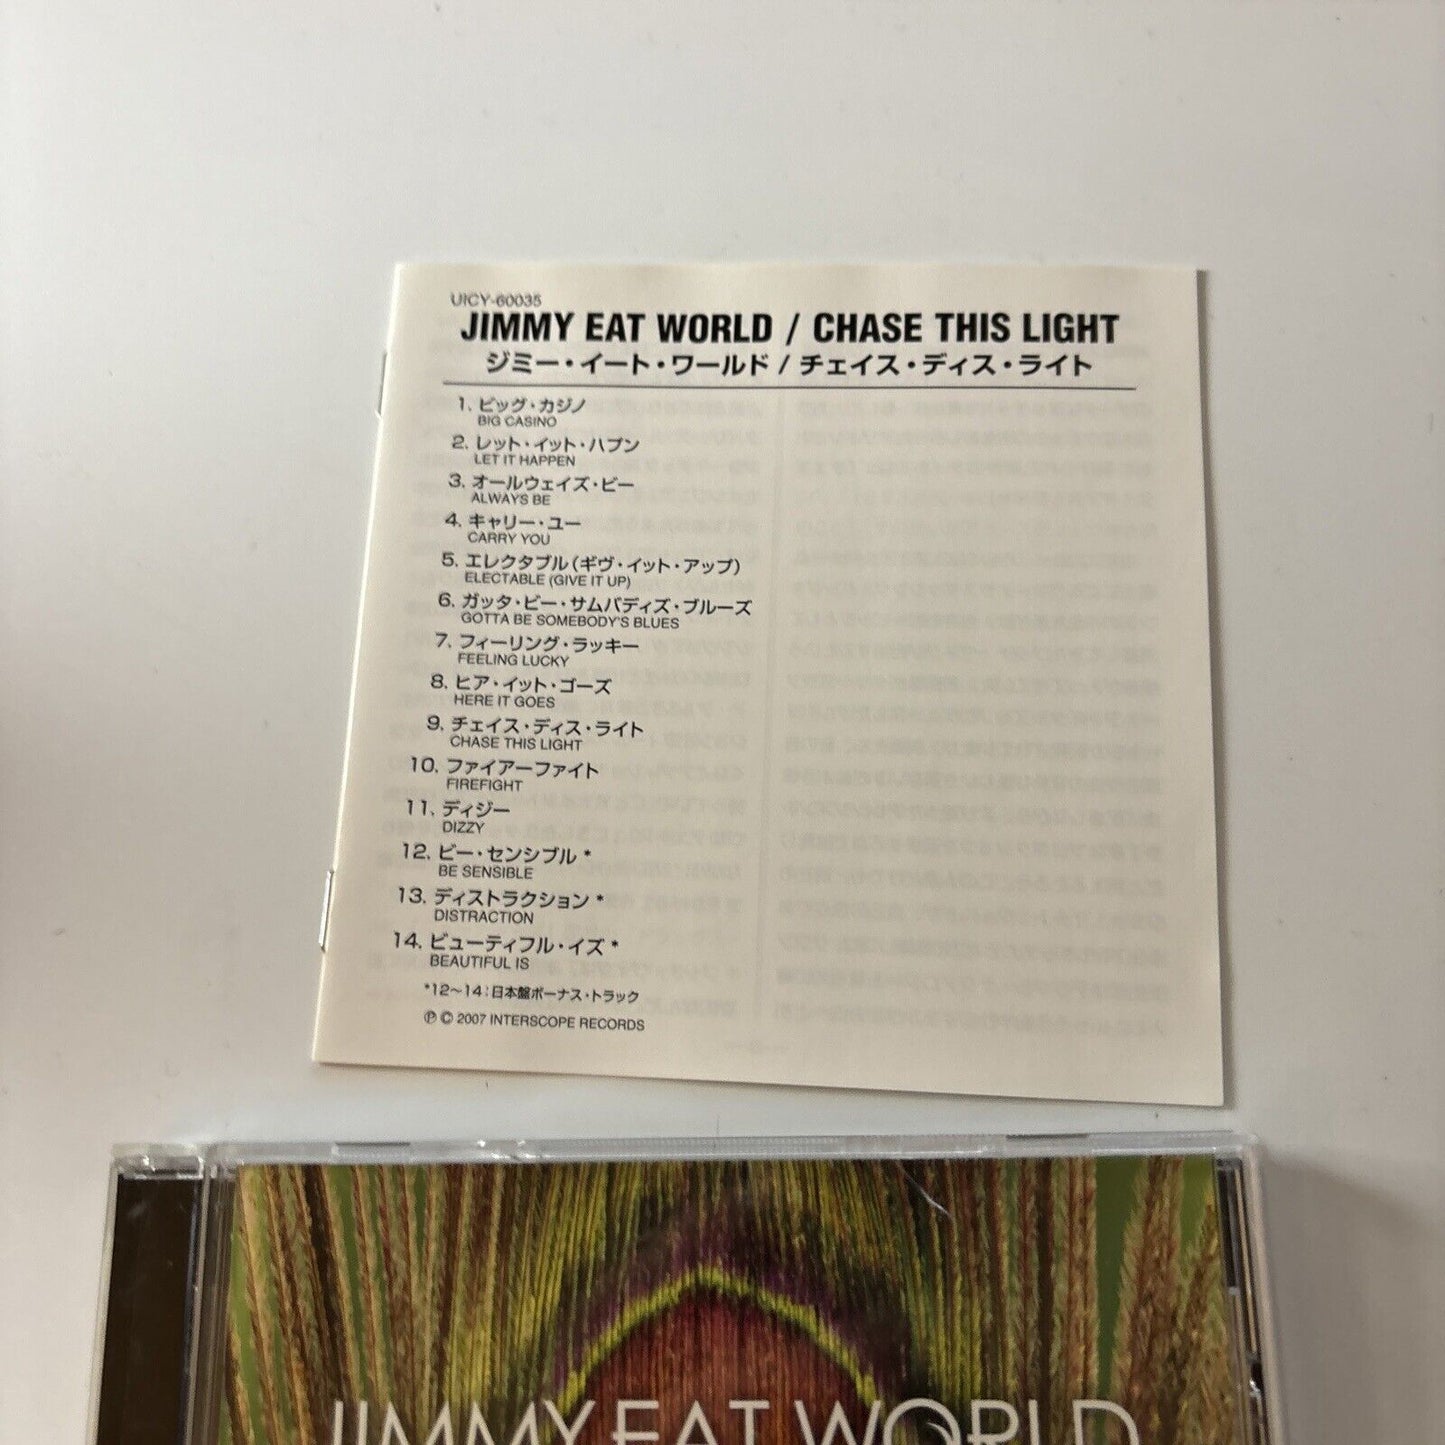 UICY-60035
JIMMY EAT WORLD / CHASE THIS LIGHT
ジミー・イート・ワールド / チェイス・ディス・ライト
1. ビッグ・カジノ
BIG CASINO
2. レット・イット・ハプン
LET IT HAPPEN
3. オールウェイズ・ビー
ALWAYS BE
4. キャリー・ユー
CARRY YOU
5. エレクタブル(ギヴ・イット・アップ)
ELECTABLE (GIVE IT UP)
6. ガッタ・ビー・サムバディズ・ブルーズ
GOTTA BE SOMEBODY'S BLUES
7. フィーリング・ラッキー
FEELING LUCKY
8. ヒア・イット・ゴーズ
HERE IT GOES
9. チェイス・ディス・ライト
CHASE THIS LIGHT
10. ファイアーファイト
FIREFIGHT
11. ディジー
DIZZY
12. ビー・センシブル *
BE SENSIBLE
13. ディストラクション *
DISTRACTION
14. ビューティフル・イズ *
BEAUTIFUL IS
*12〜14:日本盤ボーナス・トラック
℗ © 2007 INTERSCOPE RECORDS
JIMMY EAT WORLD